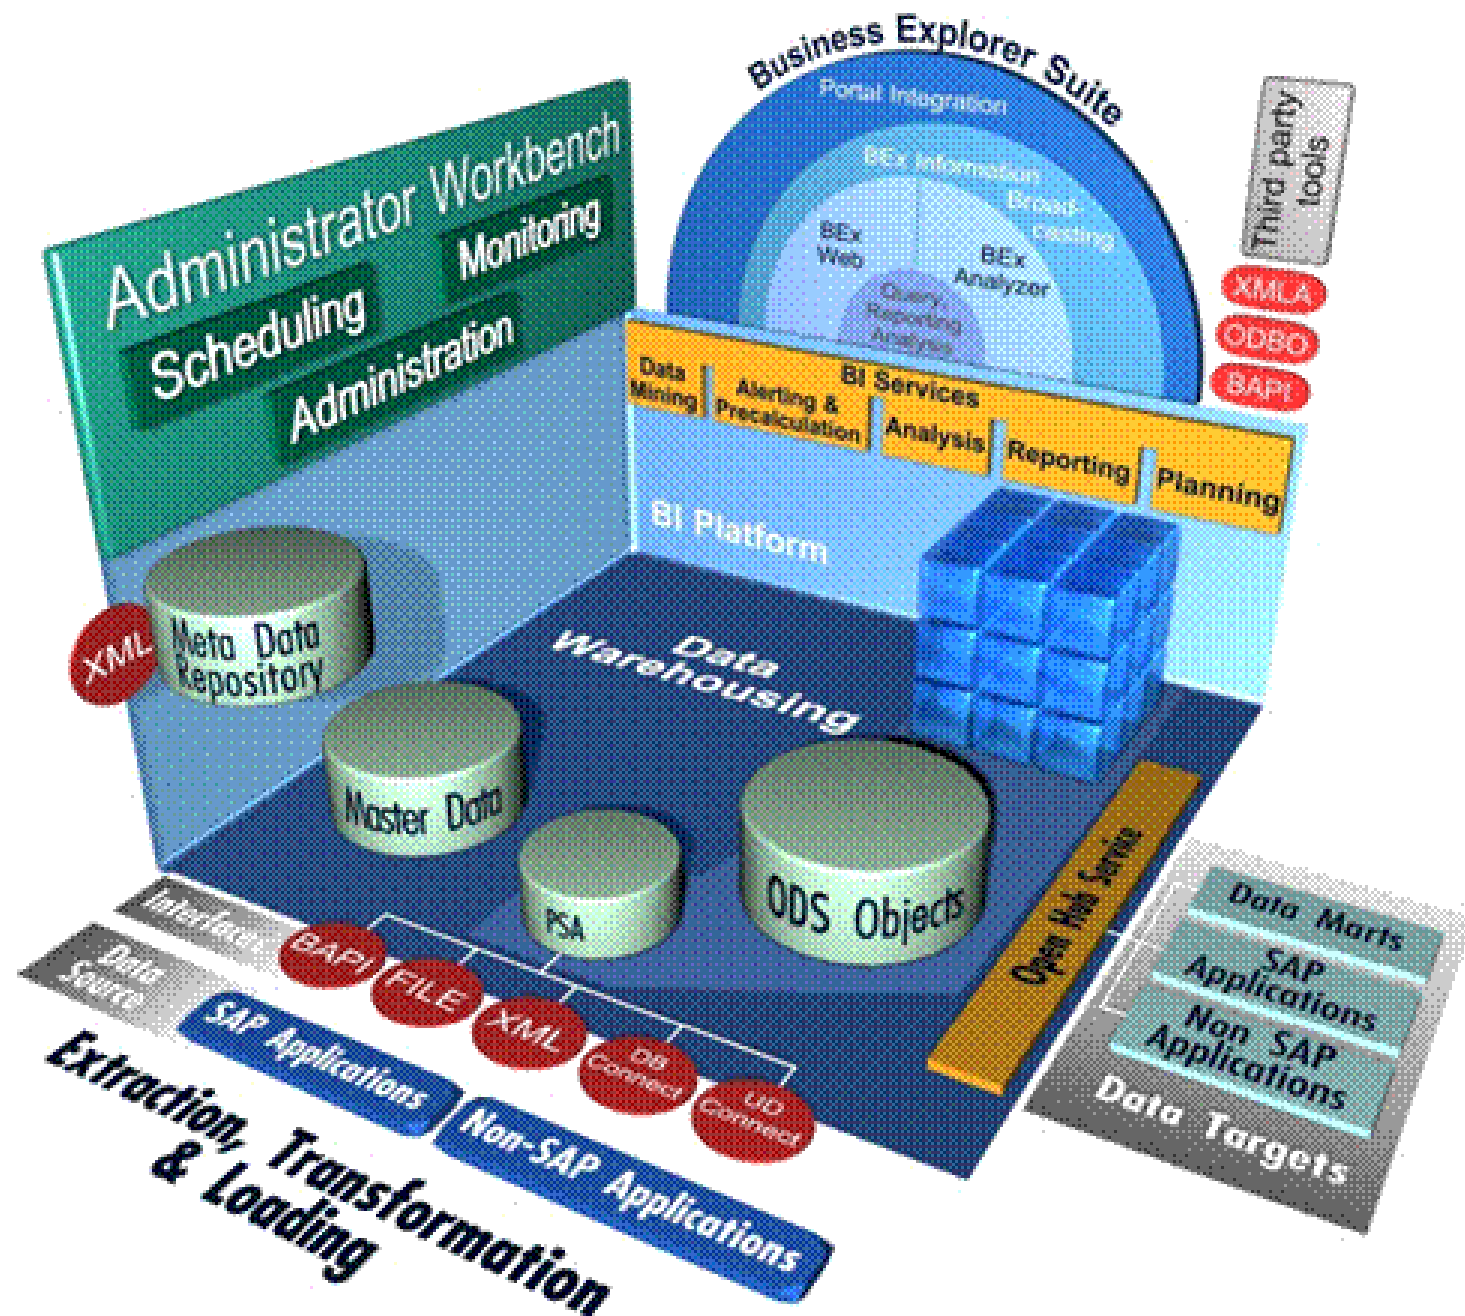 Business Explorer Suite
Portal Integration
BEx Information
Broad-
casting
BEx
Web
BEx
Analyzer
Query,
Reporting
Analysis
Third party
tools
XMLA
ODBO
BAPI
Administrator Workbench
Monitoring
Scheduling
Administration
BI Services
Data
Mining
Alerting &
Precalculation
Analysis
Reporting
Planning
BI Platform
XML
Meta Data
Repository
Data
Warehousing
Master Data
PSA
ODS Objects
Open Hub Service
Data Marts
SAP
Applications
Non SAP
Applications
Data Targets
Interfaces
BAPI
FILE
XML
DB
Connect
UD
Connect
Data
Source
SAP Applications
Non-SAP Applications
Extraction, Transformation
& Loading